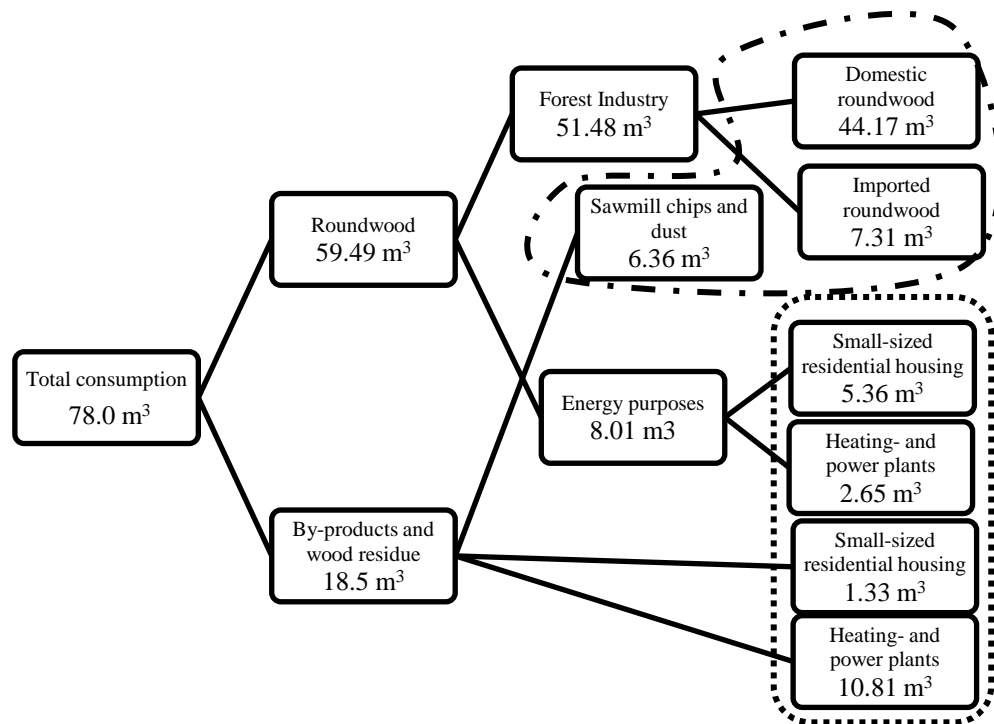 Forest Industry
51.48 m³
Domestic
roundwood
44.17 m³
Imported
roundwood
7.31 m³
Roundwood
59.49 m³
Sawmill chips and
dust
6.36 m³
Total consumption
78.0 m³
Energy purposes
8.01 m3
Small-sized
residential housing
5.36 m³
Heating- and
power plants
2.65 m³
By-products and
wood residue
18.5 m³
Small-sized
residential housing
1.33 m³
Heating- and
power plants
10.81 m³